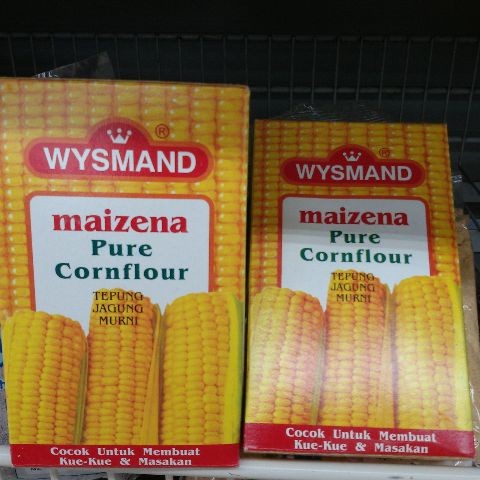 WYSMAND ®
maizena
Pure
Cornflour
TEPUNG
JAGUNG
MURNI
Cocok Untuk Membuat
Kue-Kue & Masakan
WYSMAND ®
maizena
Pure
Cornflour
TEPUNG
JAGUNG
MURNI
Cocok Untuk Membuat
Kue-Kue & Masakan